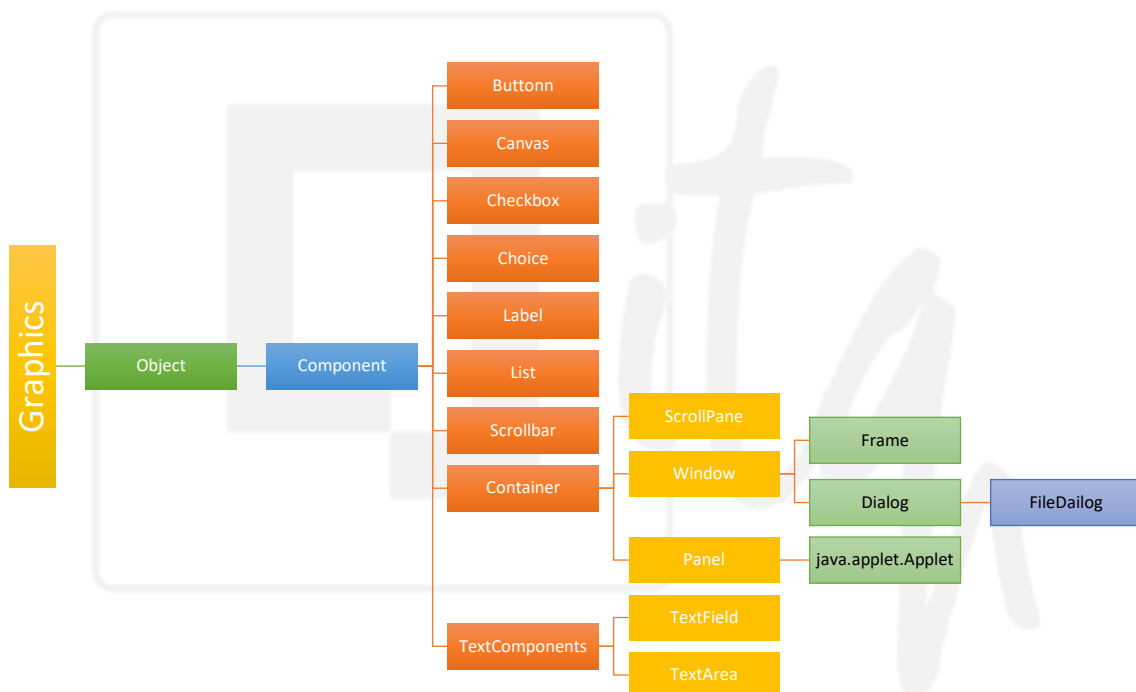 Graphics
Object
Component
Buttonn
Canvas
Checkbox
Choice
Label
List
Scrollbar
Container
TextComponents
ScrollPane
Window
Panel
TextField
TextArea
Frame
Dialog
java.applet.Applet
FileDailog
itq